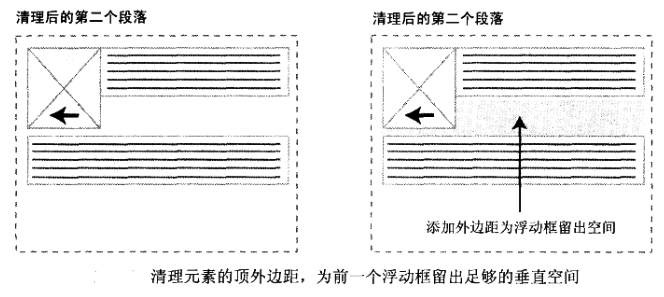 清理后的第二个段落
清理后的第二个段落
添加外边距为浮动框留出空间
清理元素的顶外边距，为前一个浮动框留出足够的垂直空间